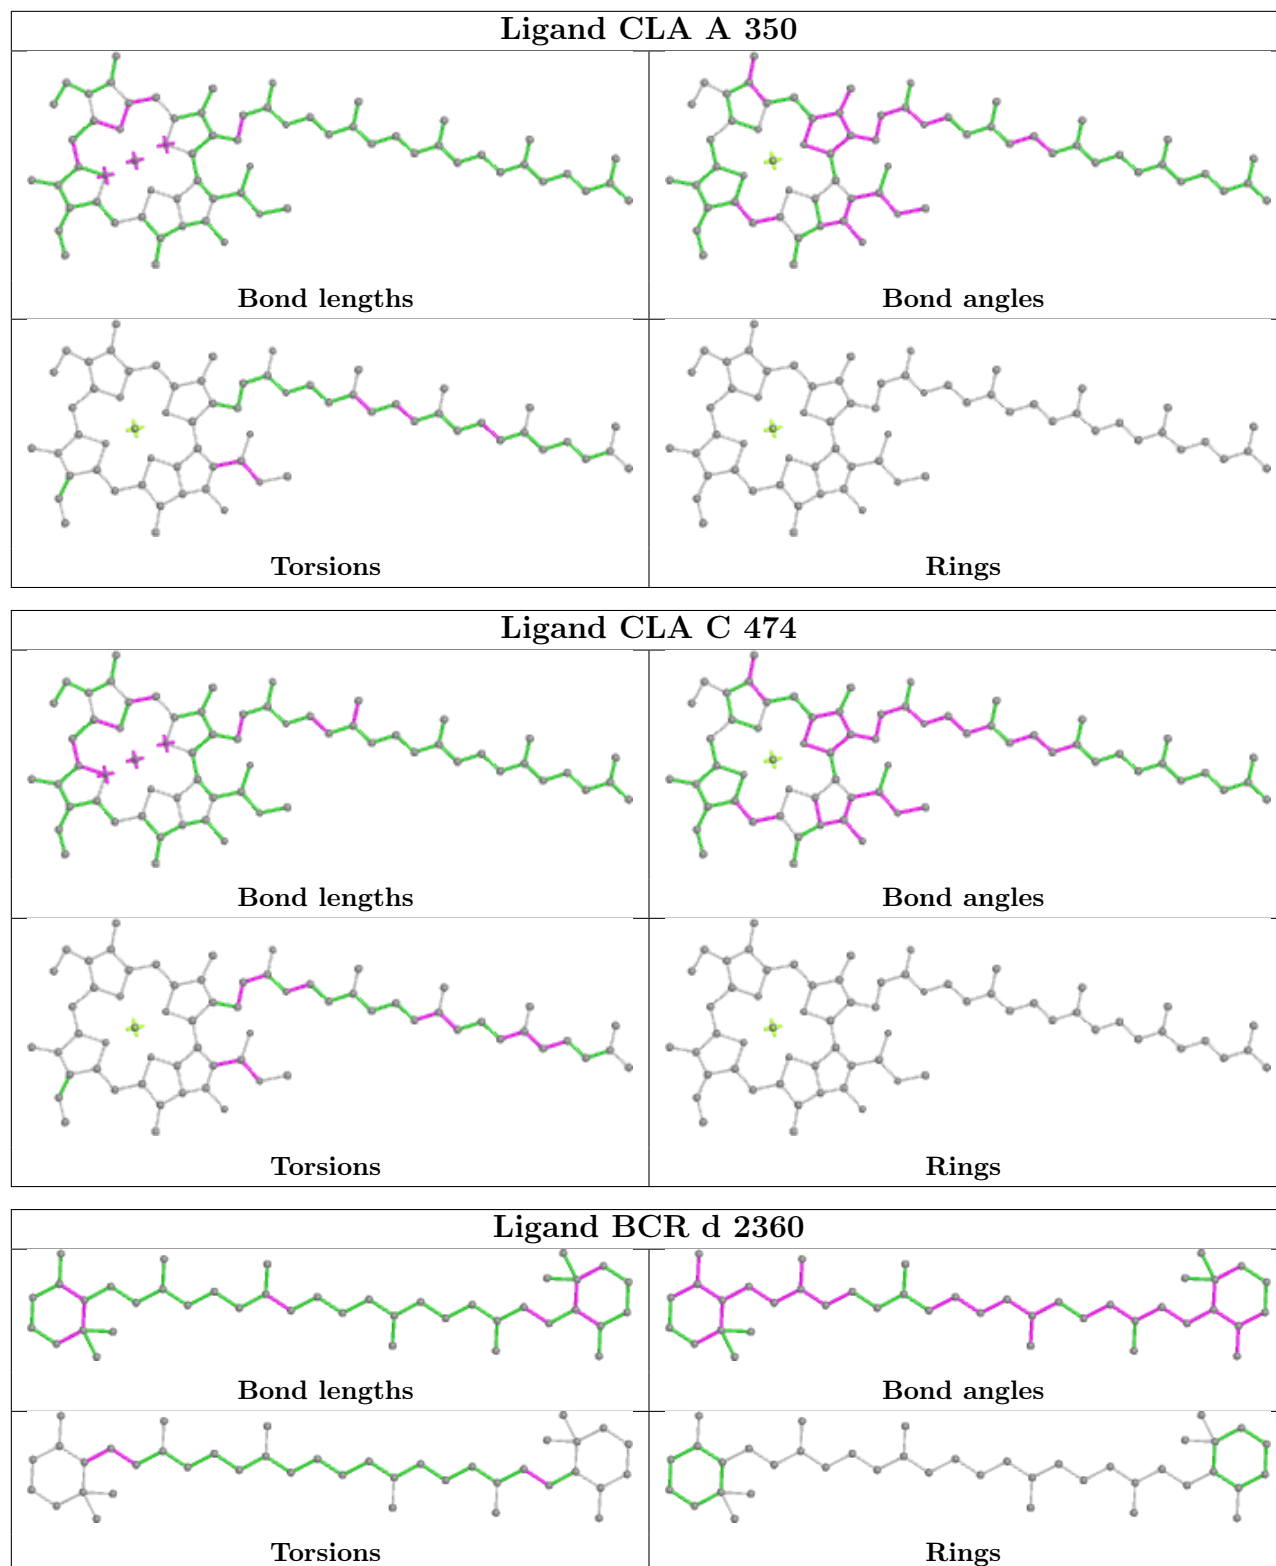 Ligand CLA A 350
Bond lengths
Bond angles
Torsions
Rings
Ligand CLA C 474
Bond lengths
Bond angles
Torsions
Rings
Ligand BCR d 2360
Bond lengths
Bond angles
Torsions
Rings